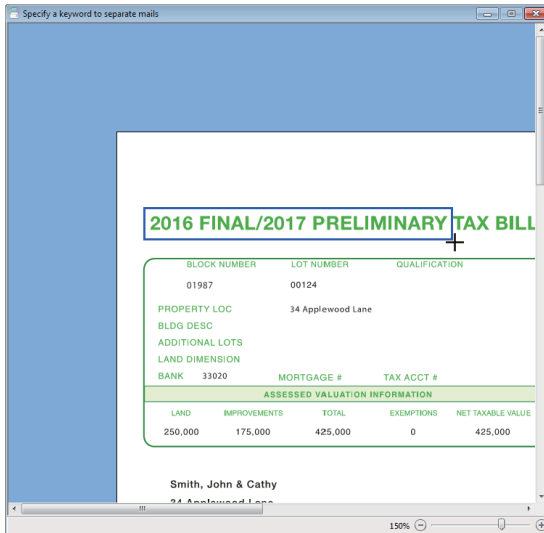 Specify a keyword to separate mails
2016 FINAL/2017 PRELIMINARY TAX BILL
BLOCK NUMBER LOT NUMBER QUALIFICATION
01987 00124
PROPERTY LOC 34 Applewood Lane
BLDG DESC
ADDITIONAL LOTS
LAND DIMENSION
BANK 33020 MORTGAGE # TAX ACCT #
ASSESSED VALUATION INFORMATION
LAND IMPROVEMENTS TOTAL EXEMPTIONS NET TAXABLE VALUE
250,000 175,000 425,000 0 425,000
Smith, John & Cathy
34 Applewood Lane
150%